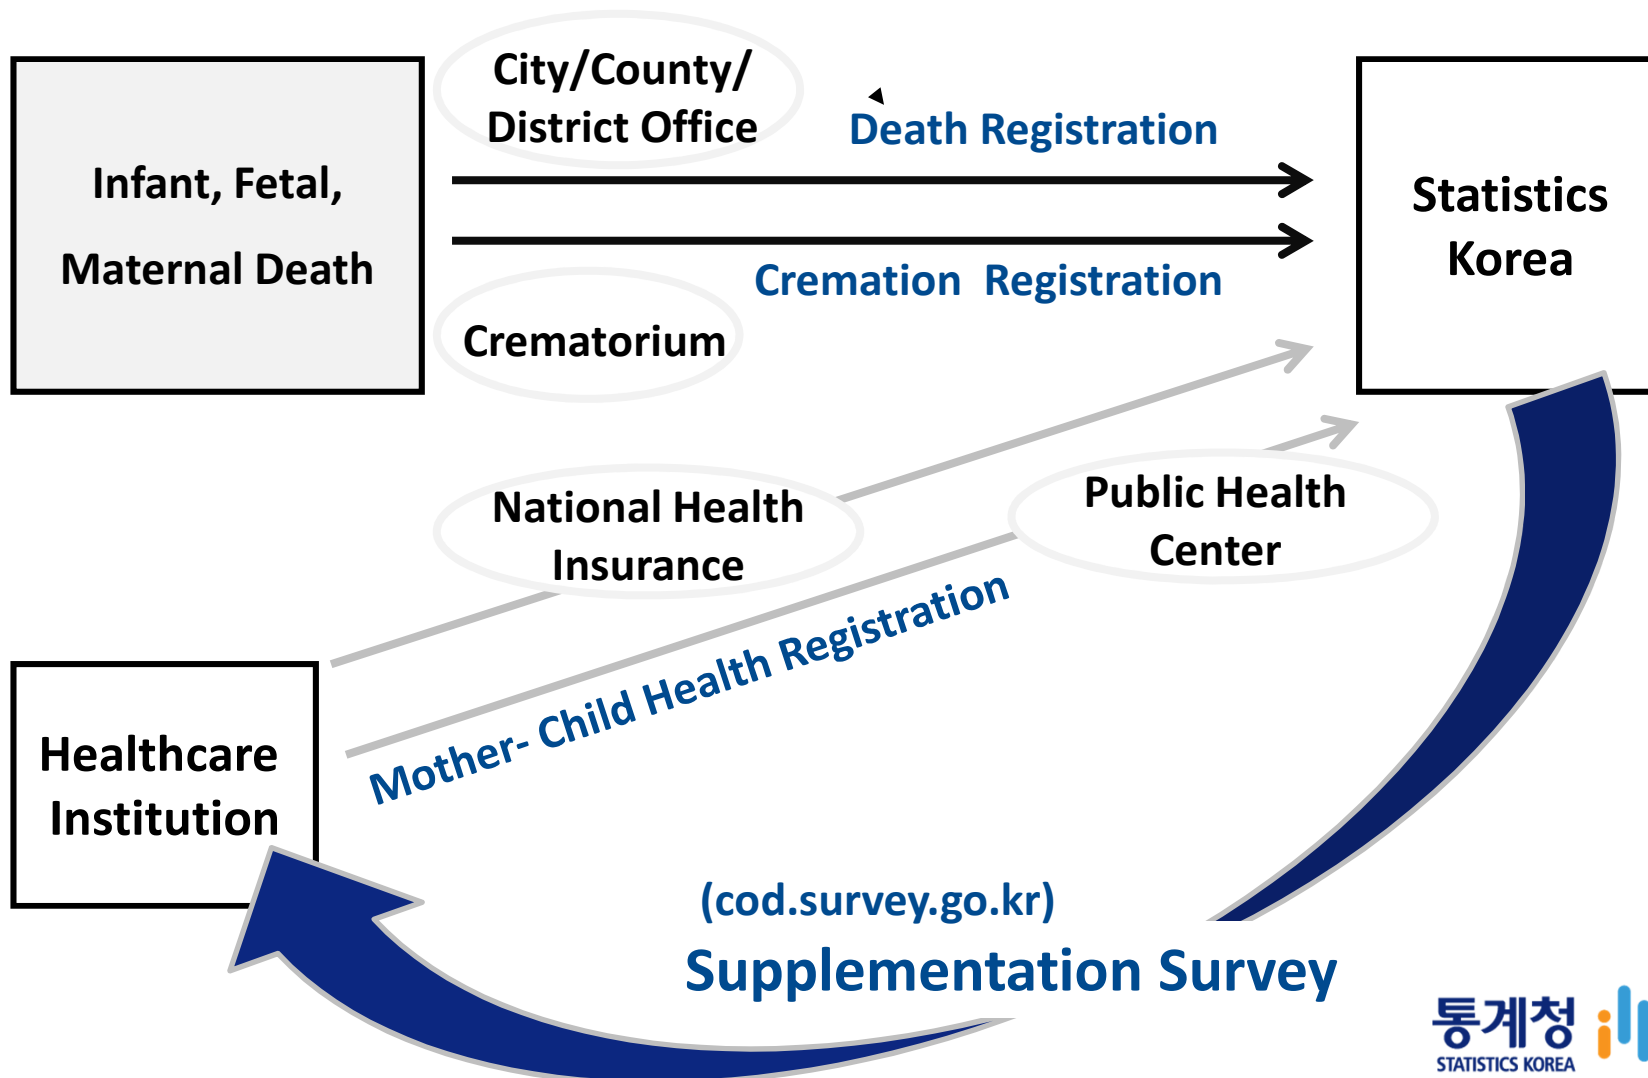 City/County/
District Office
Death Registration
Infant, Fetal,
Maternal Death
Statistics
Korea
Cremation  Registration
Crematorium
National Health
Insurance
Public Health
Center
Mother- Child Health Registration
Healthcare
Institution
(cod.survey.go.kr)
Supplementation Survey
통계청
STATISTICS KOREA